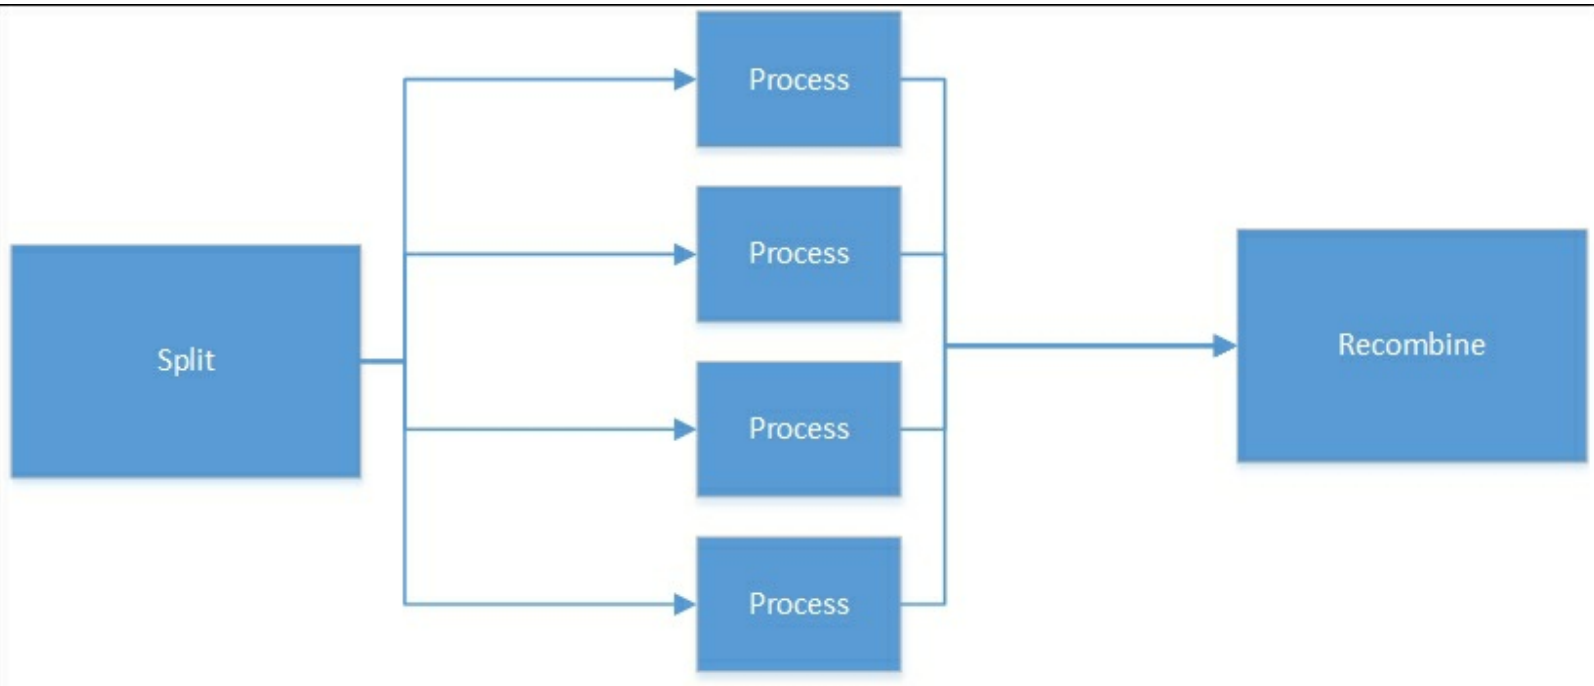 Split
Process
Process
Process
Process
Recombine